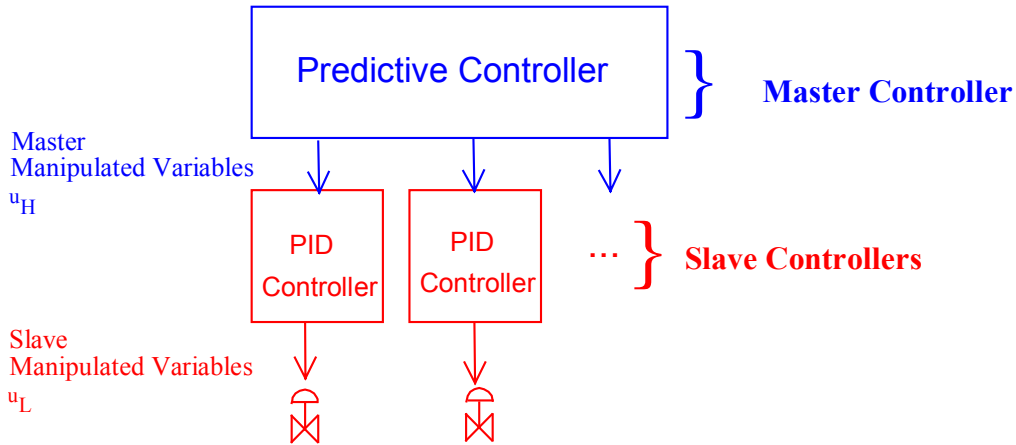 Predictive Controller
Master Controller
Master
Manipulated Variables
uH
PID
Controller
PID
Controller
...
Slave Controllers
Slave
Manipulated Variables
uL